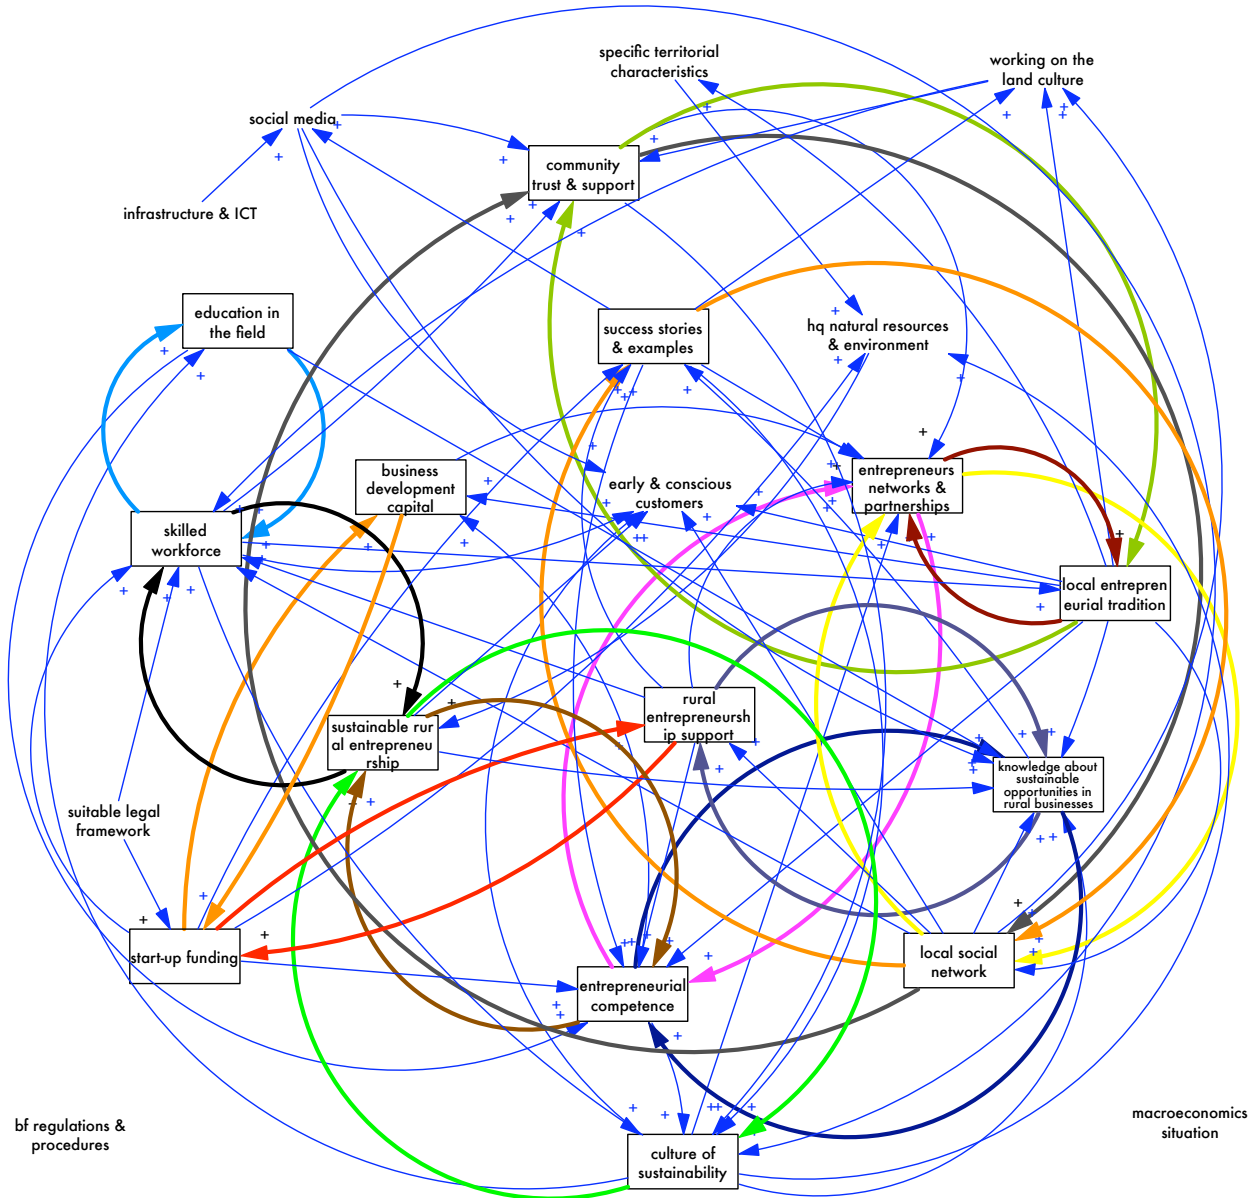 specific territorial
characteristics
working on the
land culture
social media
community
trust & support
infrastructure & ICT
education in
the field
success stories
& examples
hq natural resources
& environment
business
development
capital
early & conscious
customers
entrepreneurs
networks &
partnerships
skilled
workforce
local entrepren
eurial tradition
rural
entrepreneursh
ip support
sustainable rur
al entrepreneu
rship
knowledge about
sustainable
opportunities in
rural businesses
suitable legal
framework
start-up funding
local social
network
entrepreneurial
competence
bf regulations &
procedures
macroeconomics
situation
culture of
sustainability